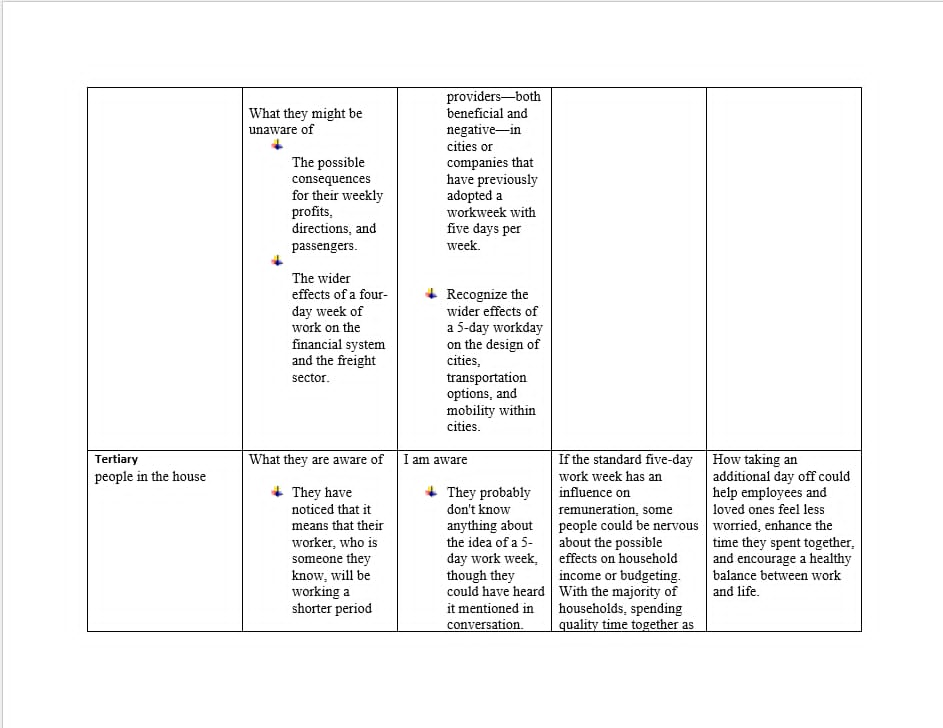 What they might be
unaware of
The possible
consequences
for their weekly
profits,
directions, and
passengers.
The wider
effects of a four-
day week of
work on the
financial system
and the freight
sector.
providers—both
beneficial and
negative—in
cities or
companies that
have previously
adopted a
workweek with
five days per
week.
Recognize the
wider effects of
a 5-day workday
on the design of
cities,
transportation
options, and
mobility within
cities.
Tertiary
people in the house
What they are aware of
They have
noticed that it
means that their
worker, who is
someone they
know, will be
working a
shorter period
I am aware
They probably
don't know
anything about
the idea of a 5-
day work week,
though they
could have heard
it mentioned in
conversation.
If the standard five-day
work week has an
influence on
remuneration, some
people could be nervous
about the possible
effects on household
income or budgeting.
With the majority of
households, spending
quality time together as
How taking an
additional day off could
help employees and
loved ones feel less
worried, enhance the
time they spent together,
and encourage a healthy
balance between work
and life.